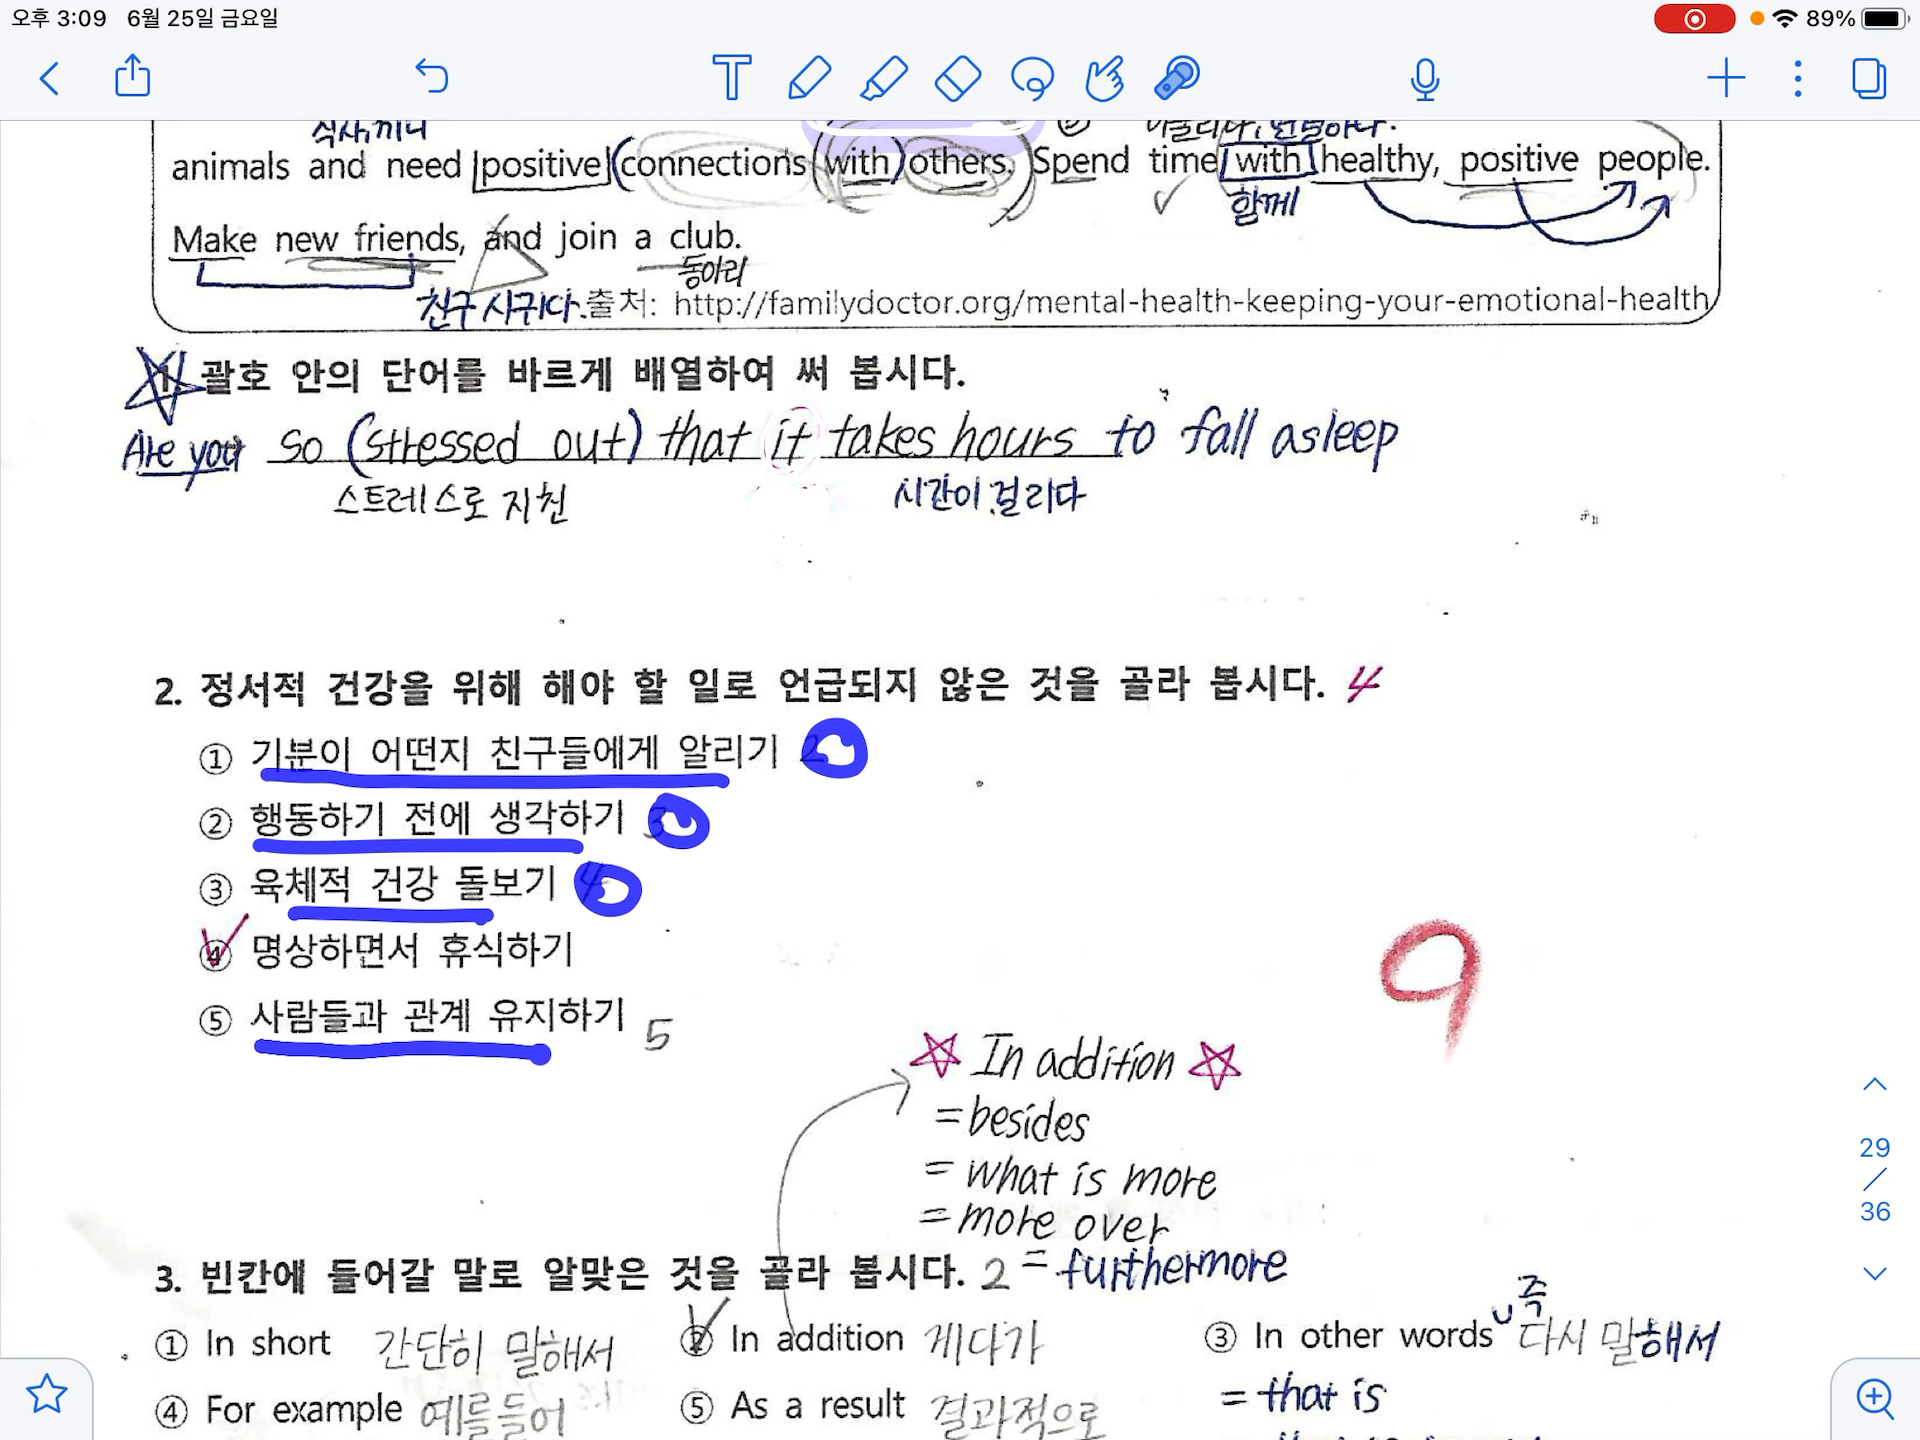 오후 3:09 6월 25일 금요일
89%
식사, 끼니
animals and need positive connections with others. Spend time with healthy, positive people.
함께
Make new friends, and join a club.
동아리
친구 사귀다.
출처: http://familydoctor.org/mental-health-keeping-your-emotional-health
1. 괄호 안의 단어를 바르게 배열하여 써 봅시다.
Are you so (stressed out) that it takes hours to fall asleep
스트레스로 지친 시간이 걸리다
2. 정서적 건강을 위해 해야 할 일로 언급되지 않은 것을 골라 봅시다. 4
① 기분이 어떤지 친구들에게 알리기 2
② 행동하기 전에 생각하기 3
③ 육체적 건강 돌보기 4
④ 명상하면서 휴식하기
⑤ 사람들과 관계 유지하기 5
9
In addition
= besides
= what is more
= more over
= furthermore
3. 빈칸에 들어갈 말로 알맞은 것을 골라 봅시다. 2
즉
① In short 간단히 말해서 ② In addition 게다가 ③ In other words 다시 말해서
= that is
④ For example 예를들어 ⑤ As a result 결과적으로
29
/
36